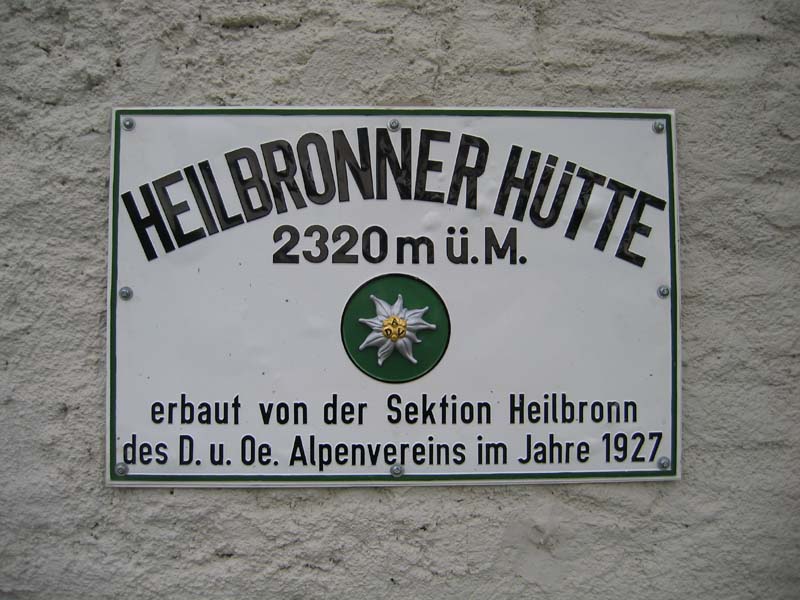 HEILBRONNER HÜTTE
2320 m ü.M.
erbaut von der Sektion Heilbronn
des D. u. Oe. Alpenvereins im Jahre 1927